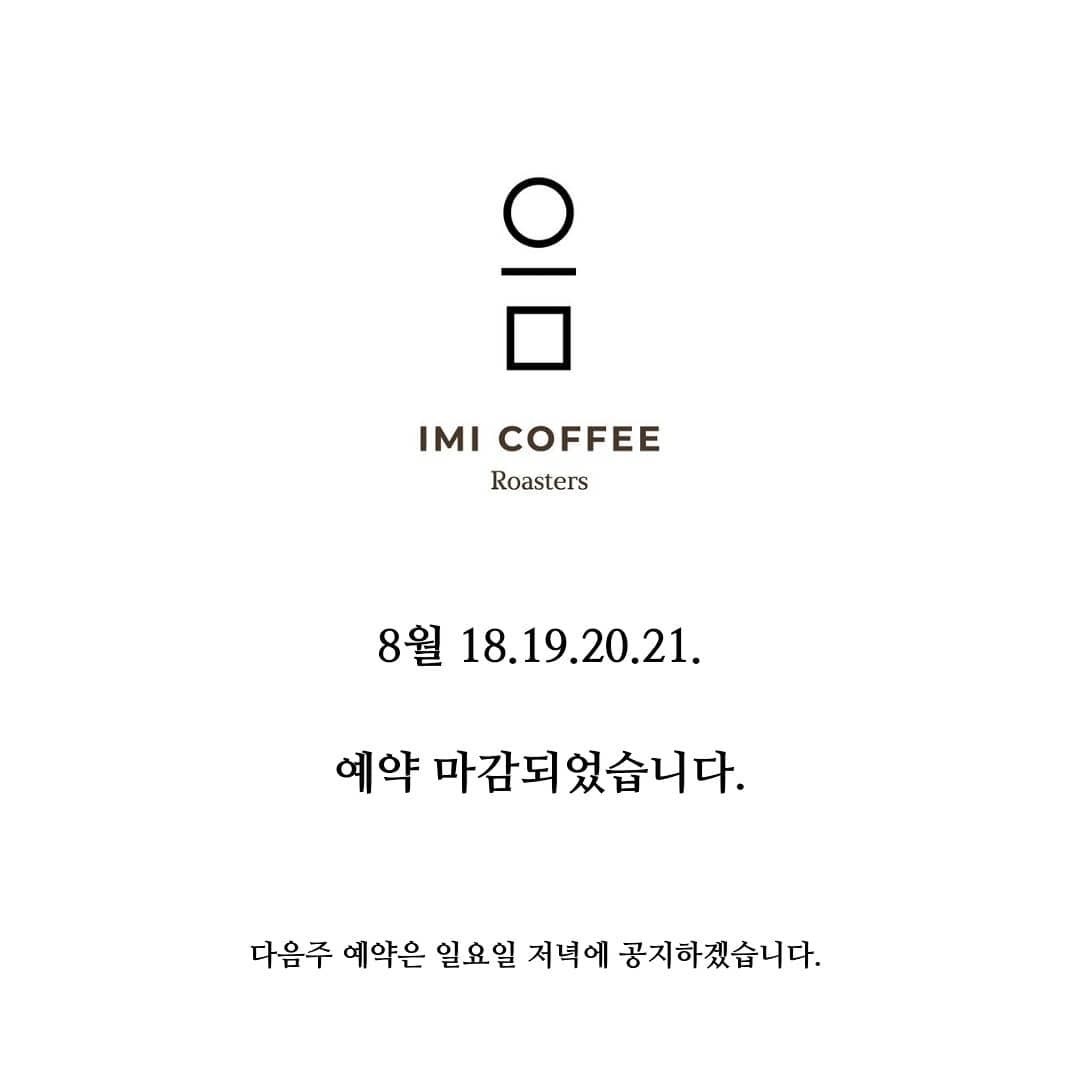 음
IMI COFFEE
Roasters
8월 18.19.20.21.
예약 마감되었습니다.
다음주 예약은 일요일 저녁에 공지하겠습니다.